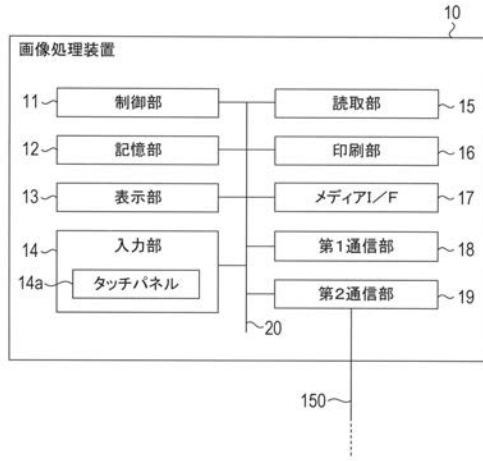 10
画像処理装置
11 制御部 読取部 15
12 記憶部 印刷部 16
13 表示部 メディアI/F 17
14 入力部 第1通信部 18
14a タッチパネル 第2通信部 19
20
150